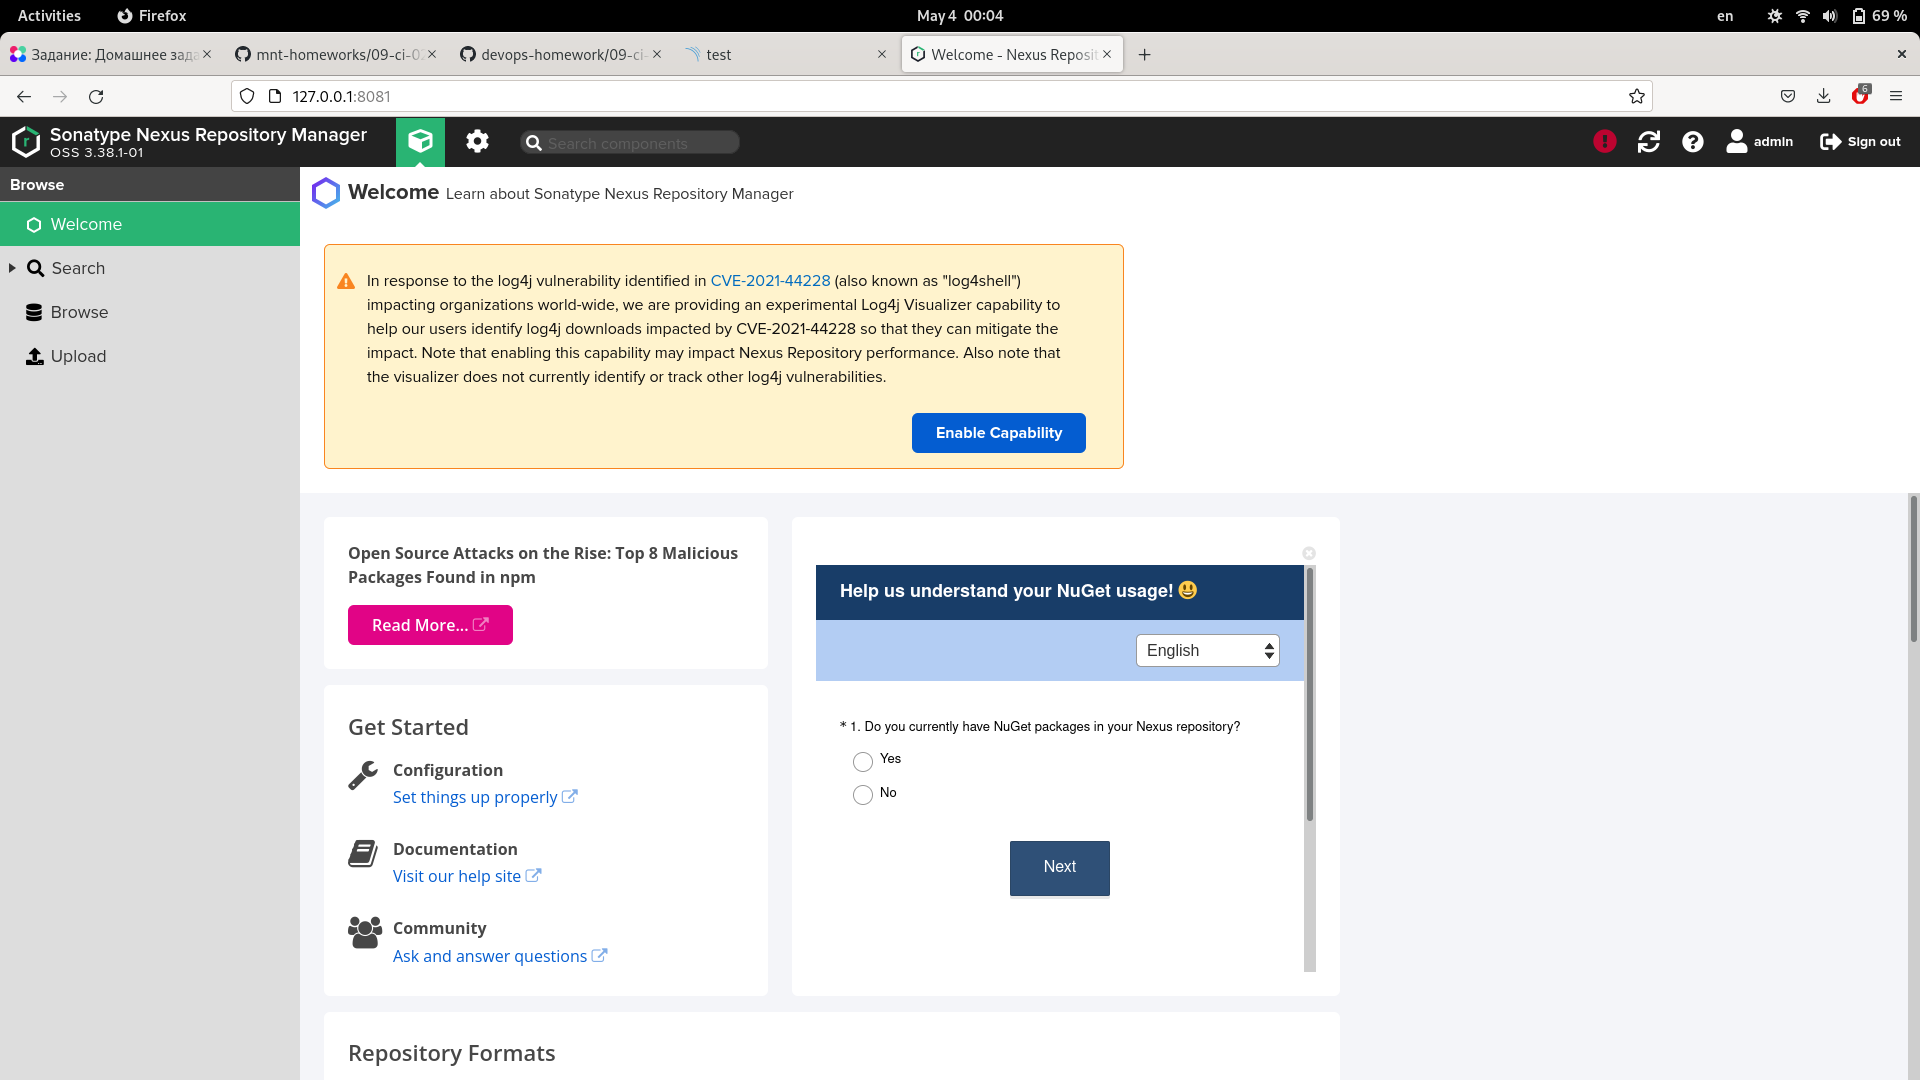 Activities
Firefox
May 4 00:04
en
69 %
Задание: Домашнее зада
mnt-homeworks/09-ci-0
devops-homework/09-ci-
test
Welcome - Nexus Reposit
127.0.0.1:8081
6
Sonatype Nexus Repository Manager
OSS 3.38.1-01
Search components
admin
Sign out
Browse
Welcome
Search
Browse
Upload
Welcome Learn about Sonatype Nexus Repository Manager
In response to the log4j vulnerability identified in CVE-2021-44228 (also known as "log4shell")
impacting organizations world-wide, we are providing an experimental Log4j Visualizer capability to
help our users identify log4j downloads impacted by CVE-2021-44228 so that they can mitigate the
impact. Note that enabling this capability may impact Nexus Repository performance. Also note that
the visualizer does not currently identify or track other log4j vulnerabilities.
Enable Capability
Open Source Attacks on the Rise: Top 8 Malicious
Packages Found in npm
Read More...
Get Started
Configuration
Set things up properly
Documentation
Visit our help site
Community
Ask and answer questions
Help us understand your NuGet usage! 😃
English
* 1. Do you currently have NuGet packages in your Nexus repository?
Yes
No
Next
Repository Formats